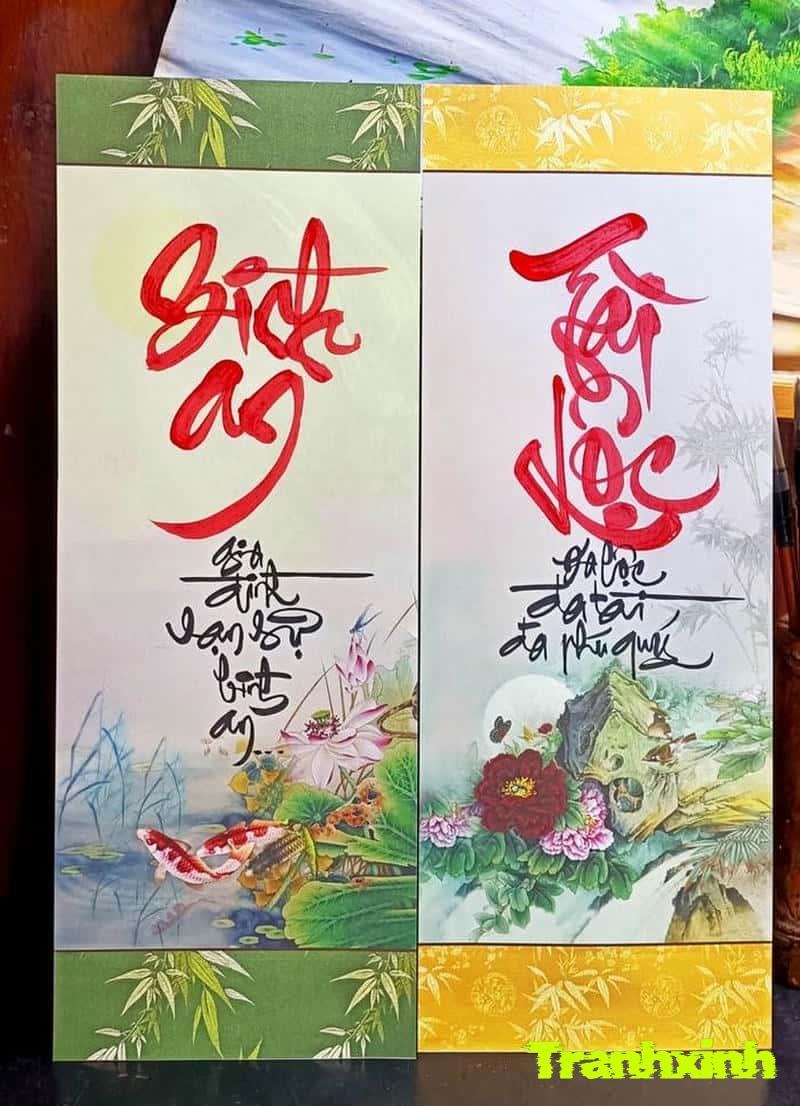 Bình
an
gia
đình
vạn sự
bình
an...
Tài
Lộc
đa lộc
đa tài
đa phú quý
Tranhxinh